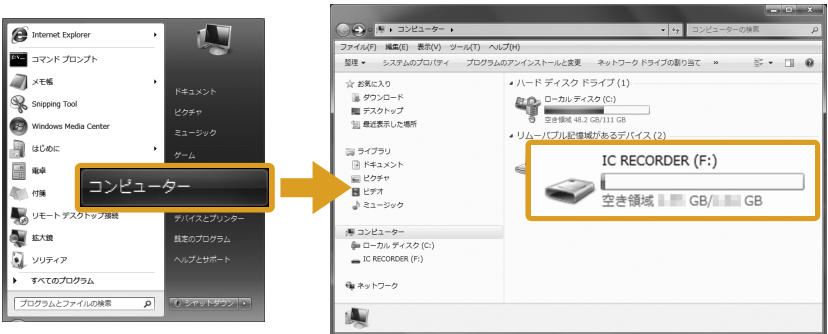 Internet Explorer
コマンド プロンプト
メモ帳
Snipping Tool
Windows Media Center
はじめに
電卓
付箋
リモート デスクトップ接続
拡大鏡
ソリティア
すべてのプログラム
プログラムとファイルの検索
ドキュメント
ピクチャ
ミュージック
ゲーム
コンピューター
デバイスとプリンター
既定のプログラム
ヘルプとサポート
シャットダウン
コンピューター
コンピューターの検索
ファイル(F) 編集(E) 表示(V) ツール(T) ヘルプ(H)
整理 システムのプロパティ プログラムのアンインストールと変更 ネットワーク ドライブの割り当て »
お気に入り
ダウンロード
デスクトップ
最近表示した場所
ライブラリ
ドキュメント
ピクチャ
ビデオ
ミュージック
コンピューター
ローカル ディスク (C:)
IC RECORDER (F:)
ネットワーク
ハード ディスク ドライブ (1)
ローカル ディスク (C:)
空き領域 48.2 GB/111 GB
リムーバブル記憶域があるデバイス (2)
IC RECORDER (F:)
空き領域 GB/ GB